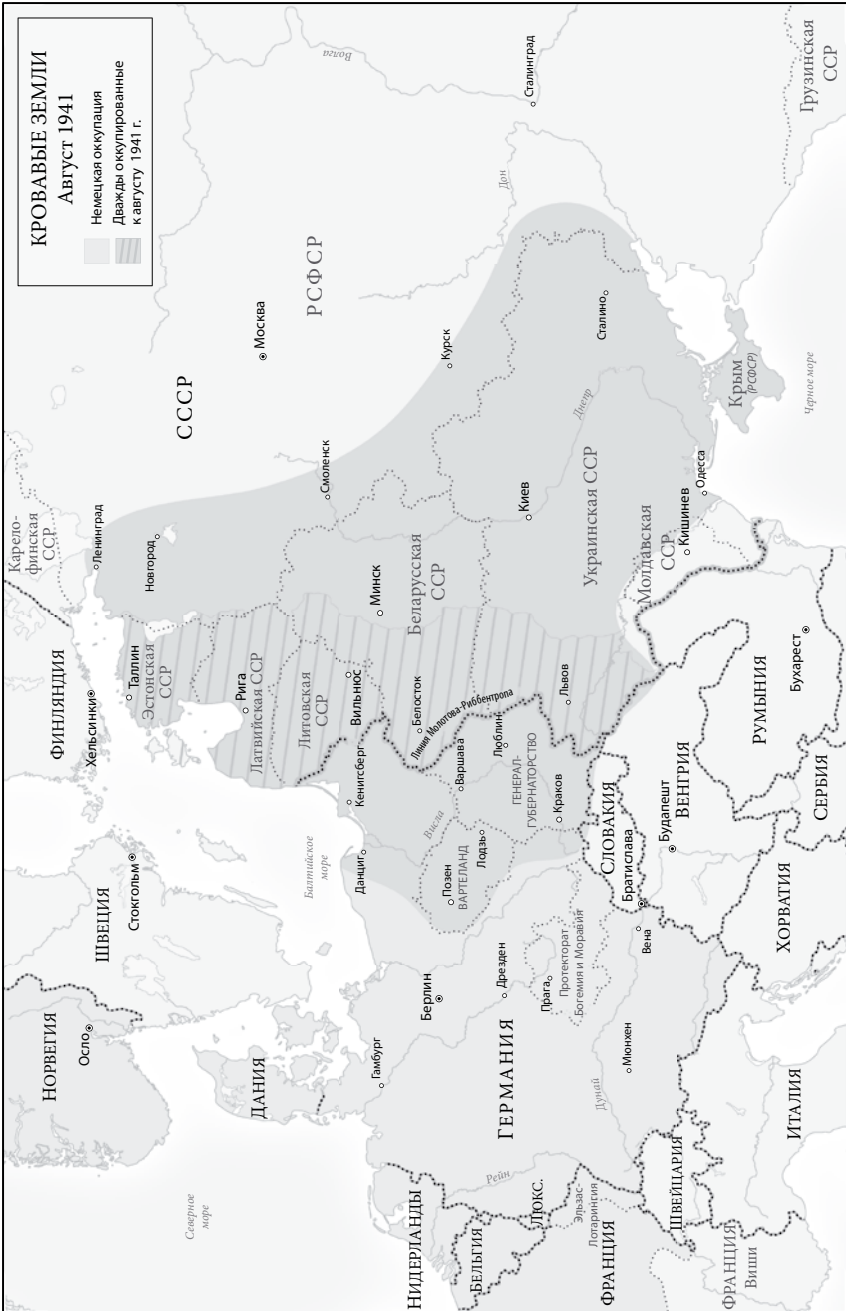 КРОВАВЫЕ ЗЕМЛИ
Август 1941
Немецкая оккупация
Дважды оккупированные
к августу 1941 г.
НОРВЕГИЯ
Осло
ШВЕЦИЯ
Стокгольм
ФИНЛЯНДИЯ
Хельсинки
Карело-
финская
ССР
Ленинград
Новгород
СССР
Волга
Северное
море
ДАНИЯ
Балтийское
море
Таллин
Эстонская
ССР
Рига
Латвийская ССР
Литовская
ССР
Вильнюс
Смоленск
Москва
РСФСР
Гамбург
Данциг
Кенигсберг
Минск
Беларусская
ССР
НИДЕРЛАНДЫ
Берлин
Висла
Позен
ВАРТЕЛАНД
Лодзь
Варшава
Белосток
Линия Молотова-Риббентропа
Курск
Дон
Сталинград
БЕЛЬГИЯ
Рейн
ГЕРМАНИЯ
Дрезден
Люблин
ГЕНЕРАЛ-
ГУБЕРНАТОРСТВО
Краков
Львов
Киев
Днепр
ЛЮКС.
Эльзас-
Лотарингия
ФРАНЦИЯ
Прага
Протекторат
Богемия и Моравия
Украинская ССР
Сталино
Дунай
Мюнхен
Вена
СЛОВАКИЯ
Братислава
Будапешт
ВЕНГРИЯ
Молдавская
ССР
Кишинев
Одесса
ШВЕЙЦАРИЯ
ФРАНЦИЯ
Виши
ИТАЛИЯ
ХОРВАТИЯ
СЕРБИЯ
РУМЫНИЯ
Бухарест
Крым
(РСФСР)
Черное море
Грузинская
ССР